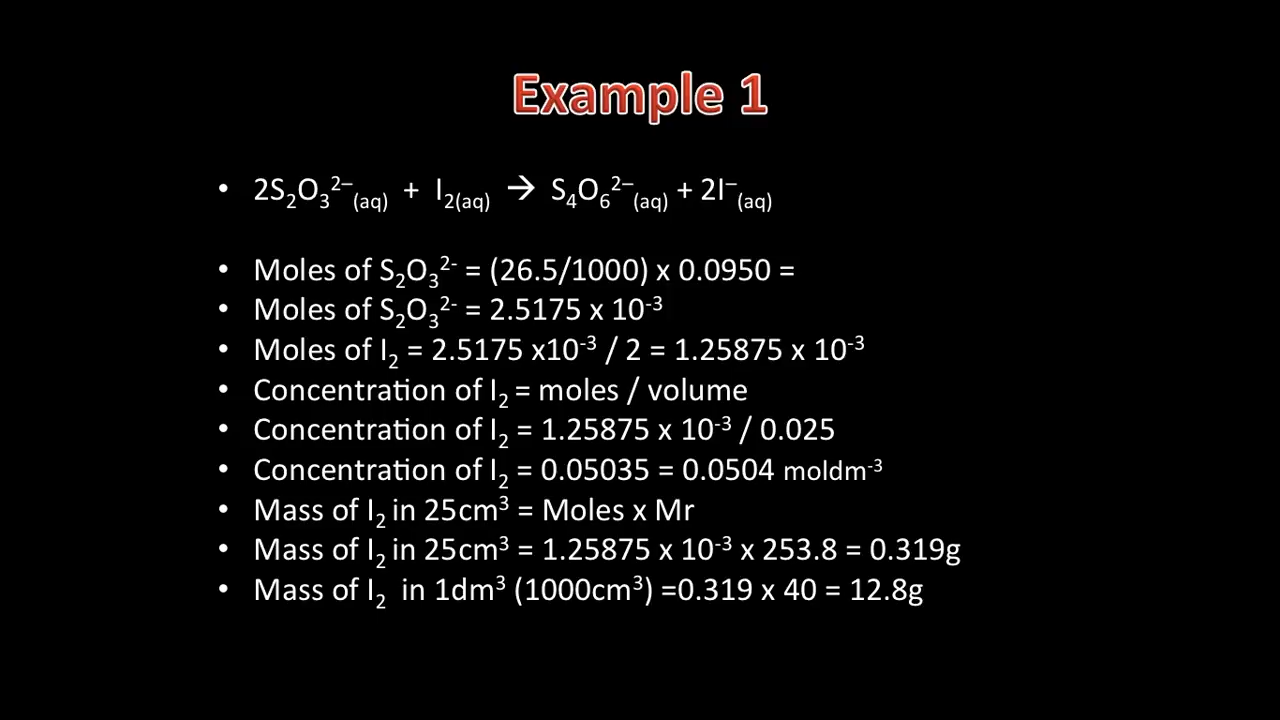 Example 1
• 2S₂O₃²⁻(aq) + I₂(aq) → S₄O₆²⁻(aq) + 2I⁻(aq)
• Moles of S₂O₃²⁻ = (26.5/1000) x 0.0950 =
• Moles of S₂O₃²⁻ = 2.5175 x 10⁻³
• Moles of I₂ = 2.5175 x10⁻³ / 2 = 1.25875 x 10⁻³
• Concentration of I₂ = moles / volume
• Concentration of I₂ = 1.25875 x 10⁻³ / 0.025
• Concentration of I₂ = 0.05035 = 0.0504 moldm⁻³
• Mass of I₂ in 25cm³ = Moles x Mr
• Mass of I₂ in 25cm³ = 1.25875 x 10⁻³ x 253.8 = 0.319g
• Mass of I₂ in 1dm³ (1000cm³) =0.319 x 40 = 12.8g